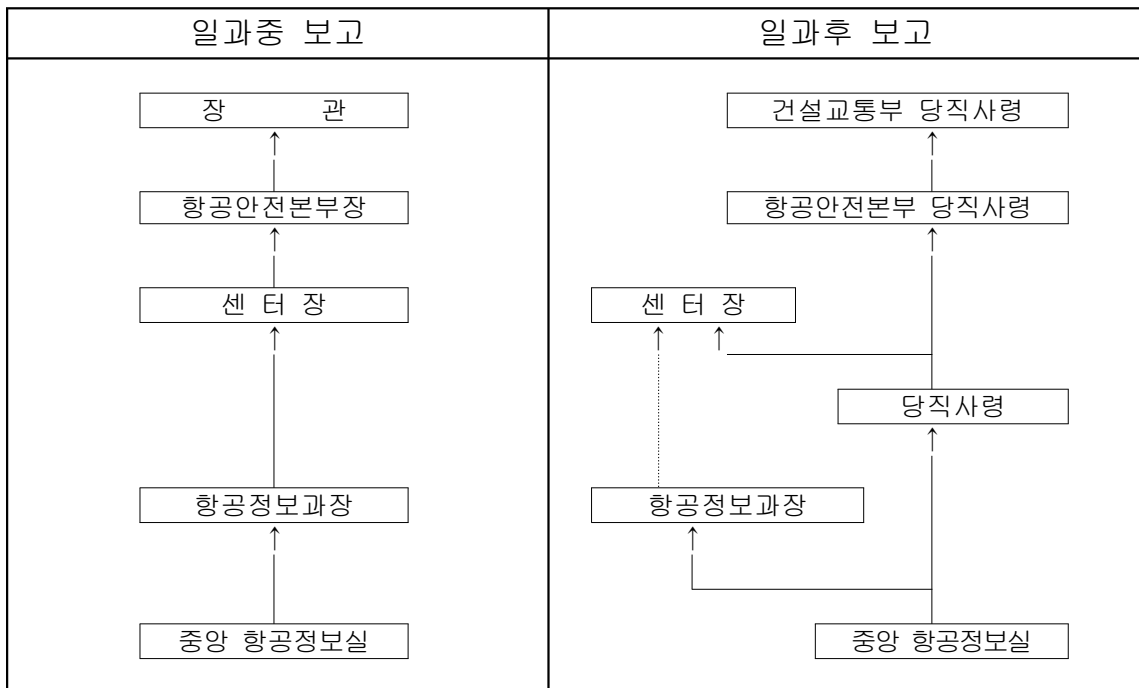 일과중 보고
일과후 보고
장 관
항공안전본부장
센 터 장
항공정보과장
중앙 항공정보실
건설교통부 당직사령
항공안전본부 당직사령
센 터 장
당직사령
항공정보과장
중앙 항공정보실